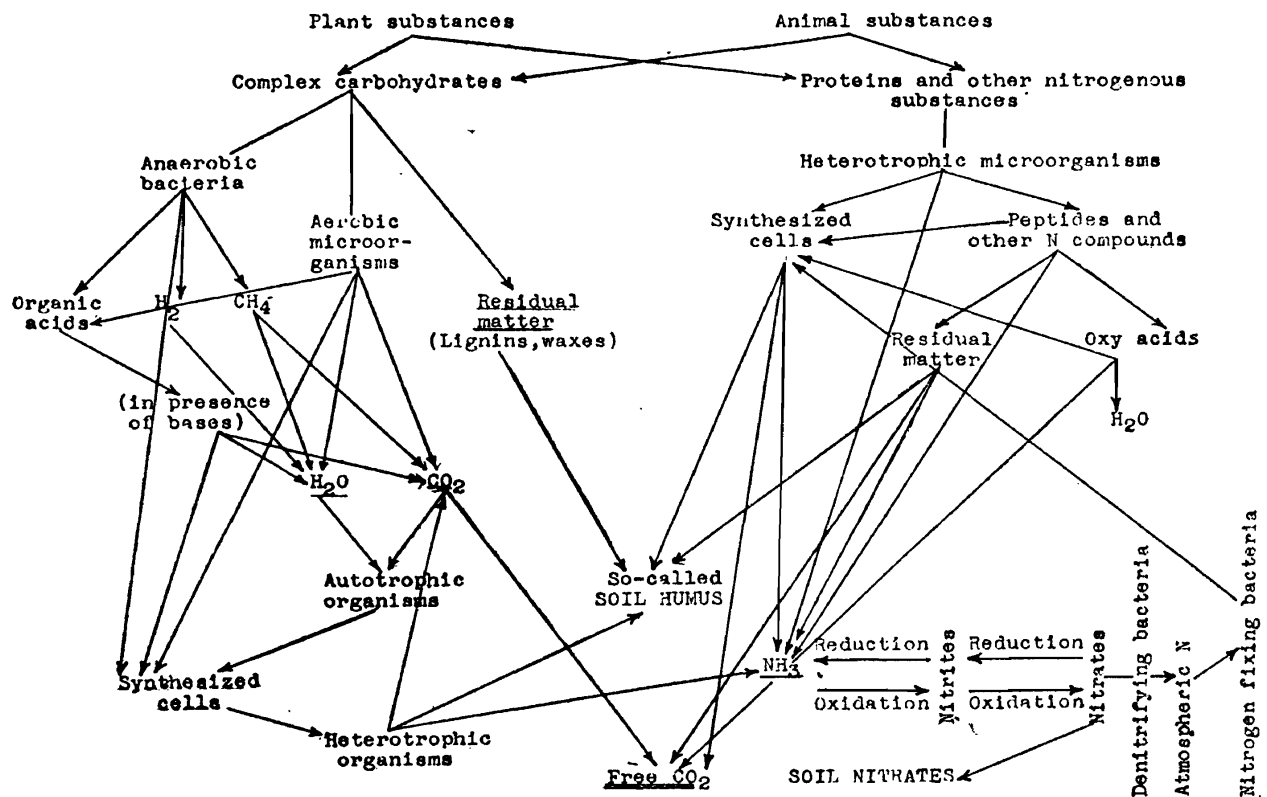 Plant substances
Animal substances
Complex carbohydrates
Proteins and other nitrogenous
substances
Anaerobic
bacteria
Heterotrophic microorganisms
Aerobic
microor-
ganisms
Synthesized
cells
Peptides and
other N compounds
Organic
acids
H2
CH4
Residual
matter
(Lignins,waxes)
Residual
matter
Oxy acids
(in presence
of bases)
H2O
H2O
CO2
Autotrophic
organisms
So-called
SOIL HUMUS
Synthesized
cells
NH3
Reduction
Oxidation
Nitrites
Reduction
Oxidation
Nitrates
Denitrifying bacteria
Atmospheric N
Nitrogen fixing bacteria
Heterotrophic
organisms
Free CO2
SOIL NITRATES